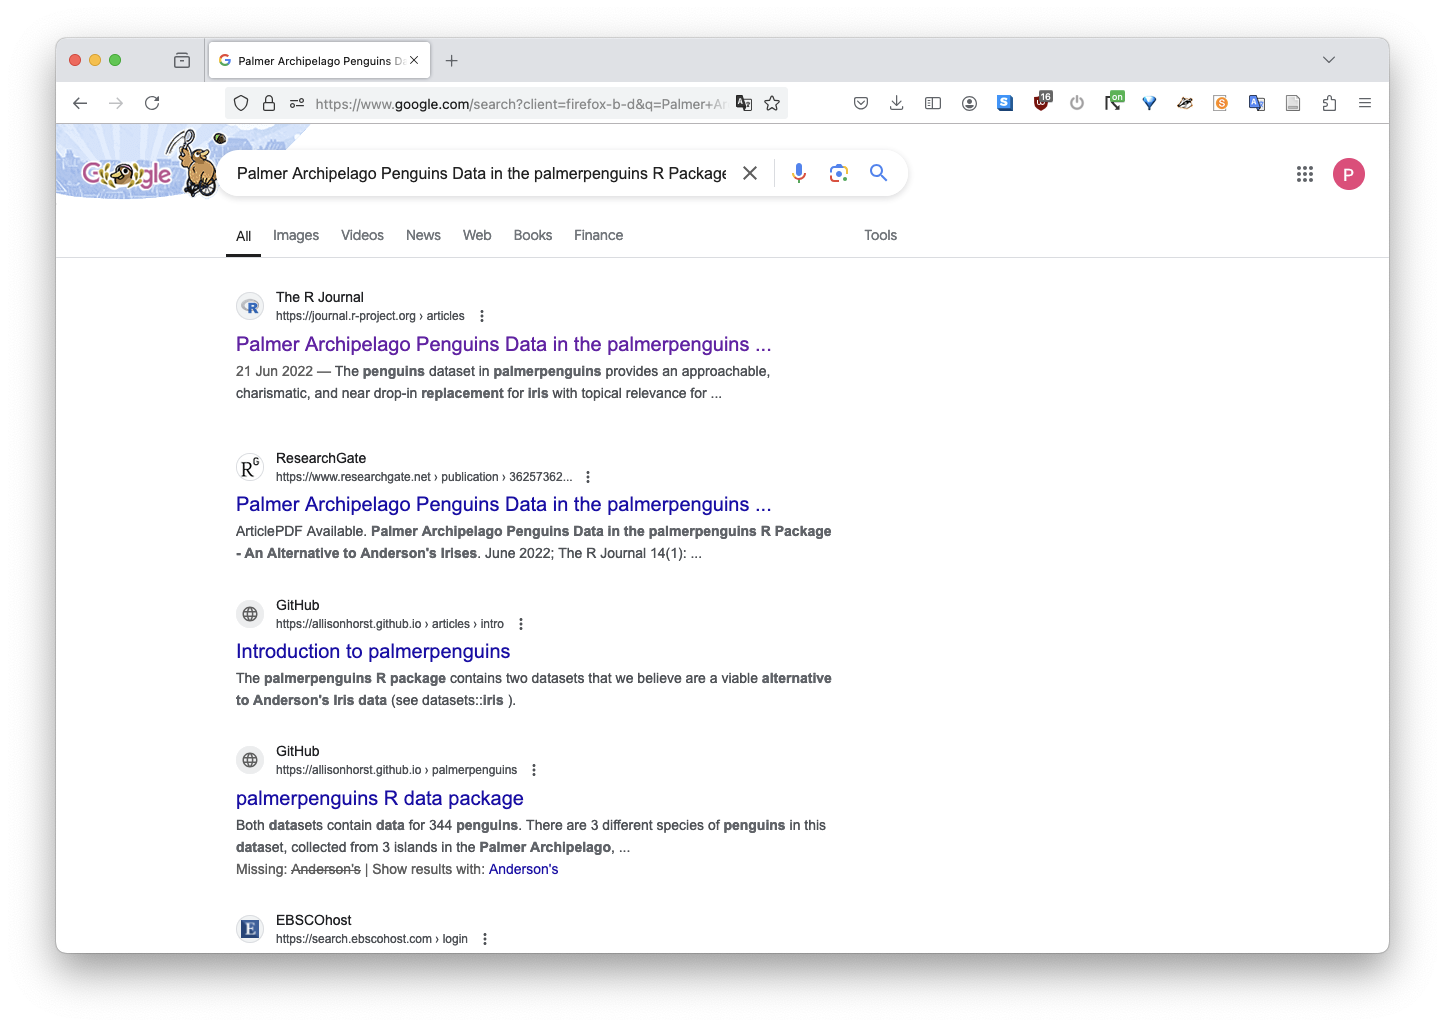 Palmer Archipelago Penguins Da
https://www.google.com/search?client=firefox-b-d&q=Palmer+Ar
16
on
Google
Palmer Archipelago Penguins Data in the palmerpenguins R Package
P
All Images Videos News Web Books Finance Tools
The R Journal
https://journal.r-project.org › articles
Palmer Archipelago Penguins Data in the palmerpenguins ...
21 Jun 2022 — The penguins dataset in palmerpenguins provides an approachable,
charismatic, and near drop-in replacement for iris with topical relevance for ...
ResearchGate
https://www.researchgate.net › publication › 36257362...
Palmer Archipelago Penguins Data in the palmerpenguins ...
ArticlePDF Available. Palmer Archipelago Penguins Data in the palmerpenguins R Package
- An Alternative to Anderson's Irises. June 2022; The R Journal 14(1): ...
GitHub
https://allisonhorst.github.io › articles › intro
Introduction to palmerpenguins
The palmerpenguins R package contains two datasets that we believe are a viable alternative
to Anderson's Iris data (see datasets::iris ).
GitHub
https://allisonhorst.github.io › palmerpenguins
palmerpenguins R data package
Both datasets contain data for 344 penguins. There are 3 different species of penguins in this
dataset, collected from 3 islands in the Palmer Archipelago, ...
Missing: Anderson's | Show results with: Anderson's
EBSCOhost
https://search.ebscohost.com › login